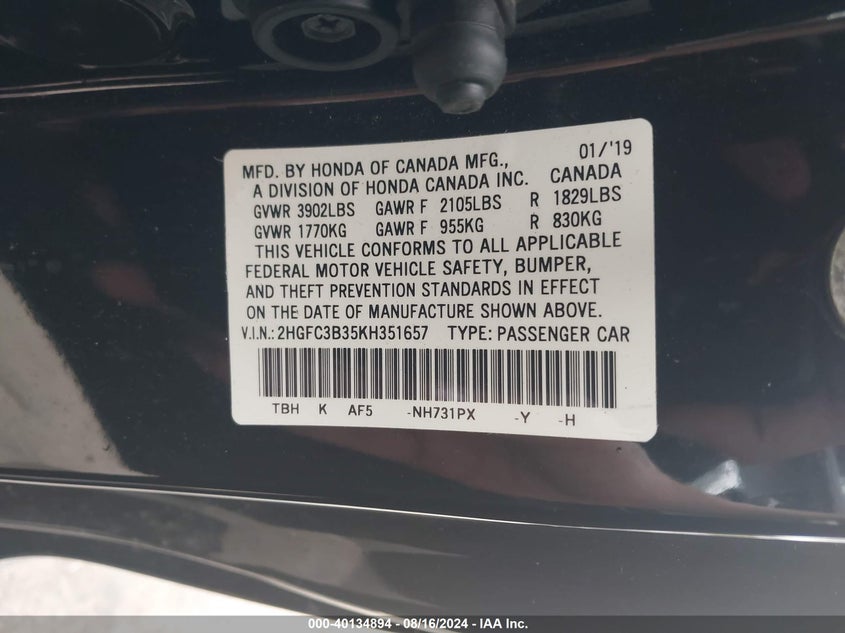 01/'19
MFD. BY HONDA OF CANADA MFG.,
A DIVISION OF HONDA CANADA INC. CANADA
GVWR 3902LBS GAWR F 2105LBS R 1829LBS
GVWR 1770KG GAWR F 955KG R 830KG
THIS VEHICLE CONFORMS TO ALL APPLICABLE
FEDERAL MOTOR VEHICLE SAFETY, BUMPER,
AND THEFT PREVENTION STANDARDS IN EFFECT
ON THE DATE OF MANUFACTURE SHOWN ABOVE.
V.I.N.: 2HGFC3B35KH351657 TYPE: PASSENGER CAR
TBH K AF5 -NH731PX -Y -H
000-40134894 - 08/16/2024 - IAA Inc.